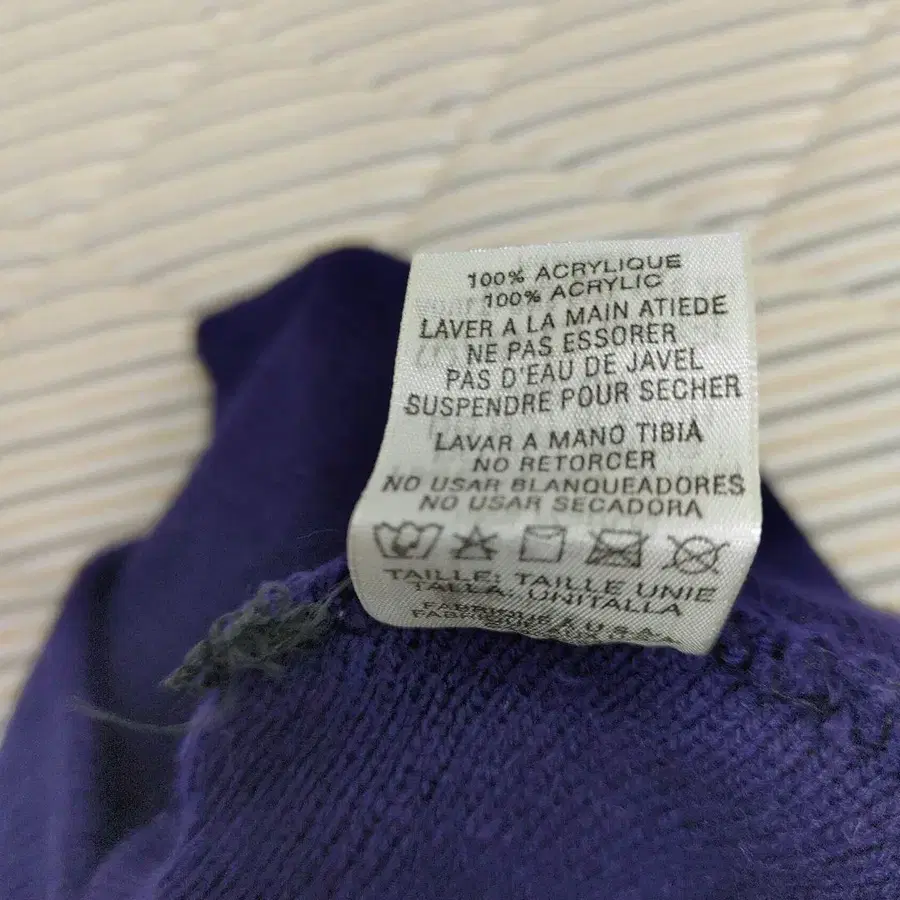 100% ACRYLIQUE
100% ACRYLIC
LAVER A LA MAIN ATIEDE
NE PAS ESSORER
PAS D'EAU DE JAVEL
SUSPENDRE POUR SECHER
LAVAR A MANO TIBIA
NO RETORCER
NO USAR BLANQUEADORES
NO USAR SECADORA
TAILLE: TAILLE UNIE
TALLA: UNITALLA
U.S.A.